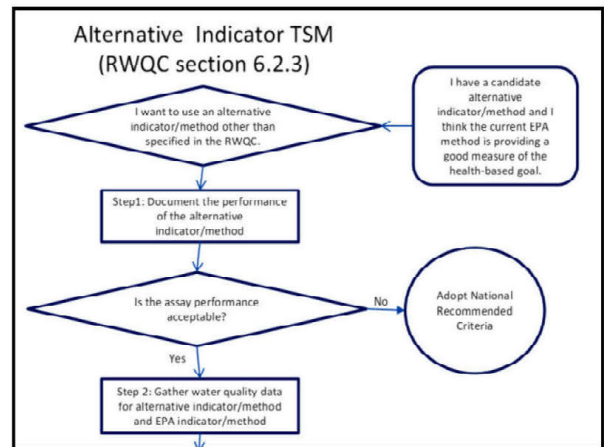 Alternative Indicator TSM
(RWQC section 6.2.3)
I want to use an alternative
indicator/method other than
specified in the RWQC.
I have a candidate
alternative
indicator/method and I
think the current EPA
method is providing a
good measure of the
health-based goal.
Step1: Document the performance
of the alternative
indicator/method
Is the assay performance
acceptable?
No
Adopt National
Recommended
Criteria
Yes
Step 2: Gather water quality data
for alternative indicator/method
and EPA indicator/method